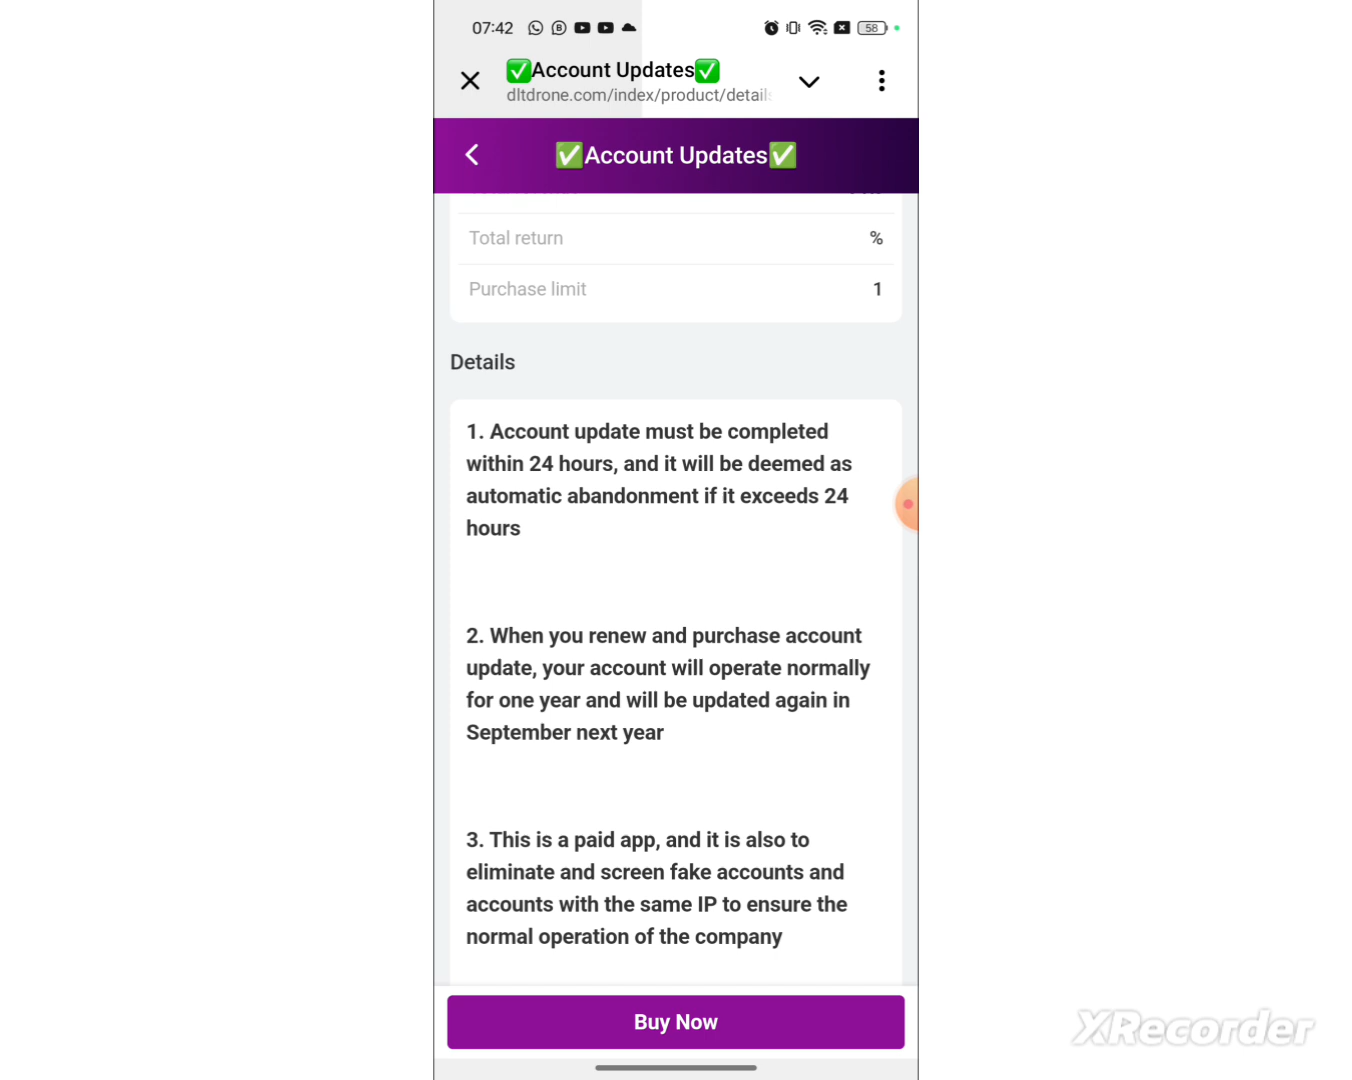 07:42
58
✅Account Updates✅
dltdrone.com/index/product/details
✅Account Updates✅
Total return %
Purchase limit 1
Details
1. Account update must be completed
within 24 hours, and it will be deemed as
automatic abandonment if it exceeds 24
hours
2. When you renew and purchase account
update, your account will operate normally
for one year and will be updated again in
September next year
3. This is a paid app, and it is also to
eliminate and screen fake accounts and
accounts with the same IP to ensure the
normal operation of the company
Buy Now
XRecorder